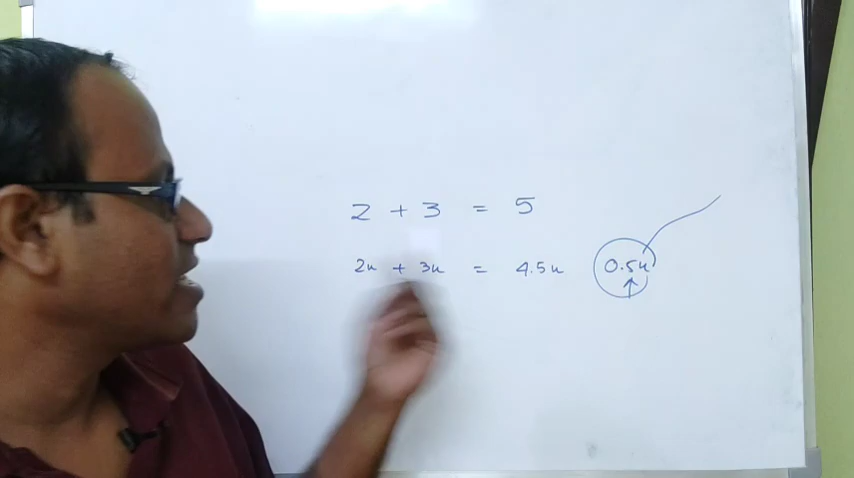 2 + 3 = 5
2u + 3u = 4.5u 0.5u